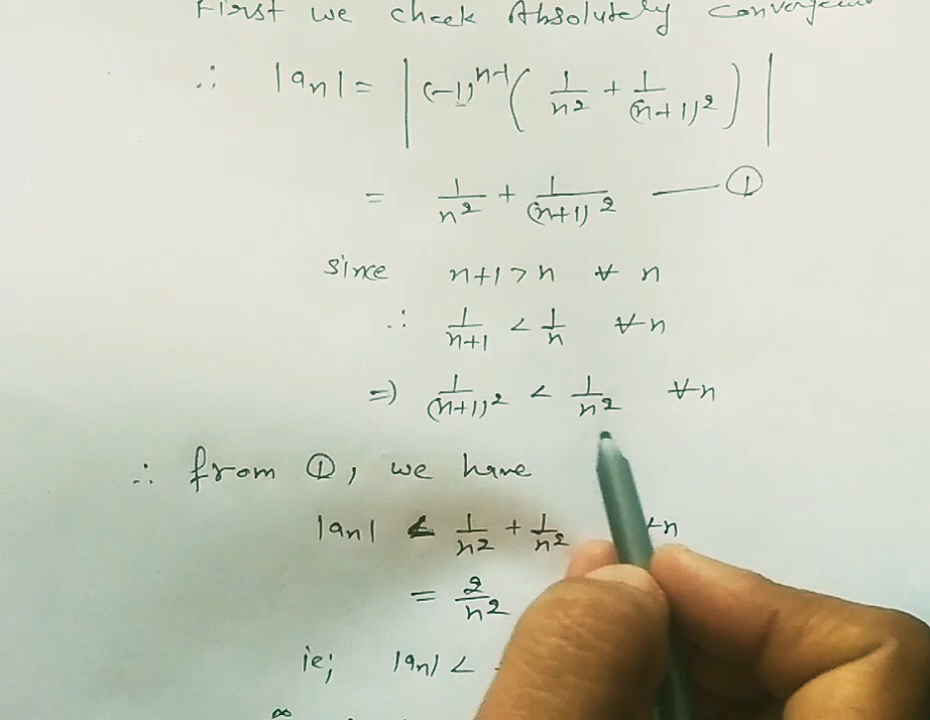 First we check Absolutely
∴ |an| = |(-1)^n-1 (1/n² + 1/(n+1)²)|
= 1/n² + 1/(n+1)² —— ①
since n+1 > n ∀ n
∴ 1/n+1 < 1/n ∀ n
=) 1/(n+1)² < 1/n² ∀ n
∴ from ①, we have
|an| < 1/n² + 1/n² ∀ n
= 2/n²
ie; |an| <
∞